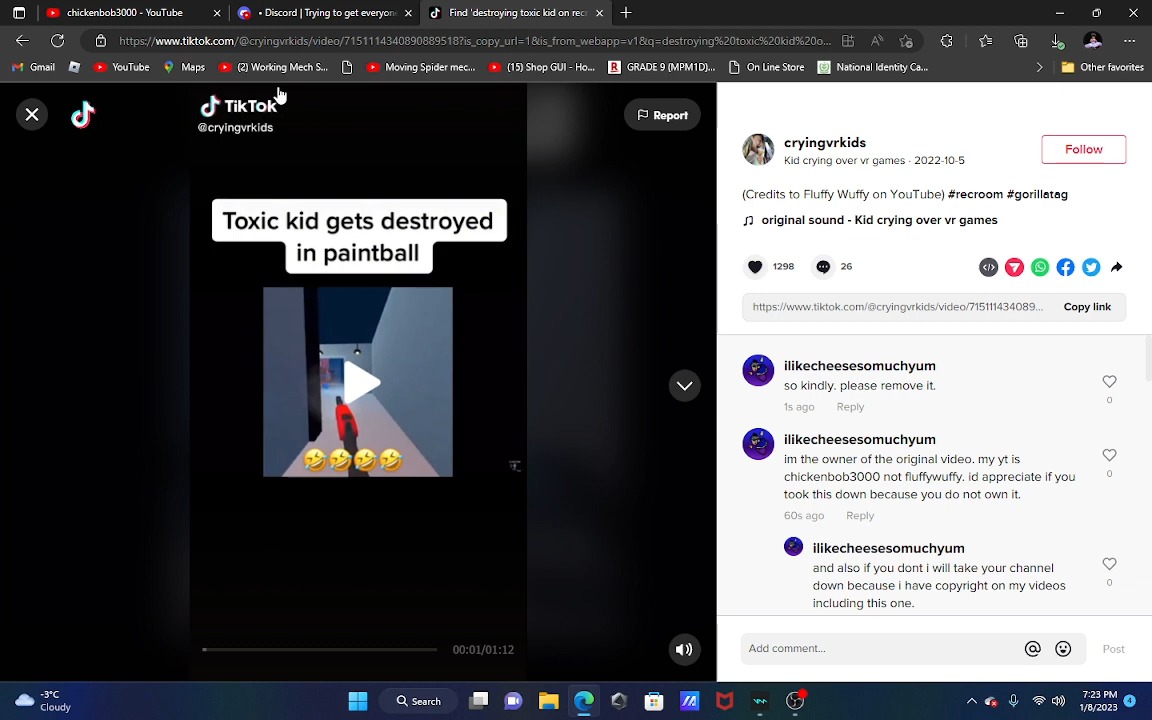 chickenbob3000 - YouTube
• Discord | Trying to get everyone
Find 'destroying toxic kid on rec
https://www.tiktok.com/@cryingvrkids/video/7151114340890889518?is_copy_url=1&is_from_webapp=v1&q=destroying%20toxic%20kid%20o...
Gmail
YouTube
Maps
(2) Working Mech S...
Moving Spider mec...
(15) Shop GUI - Ho...
GRADE 9 (MPM1D)...
On Line Store
National Identity Ca...
Other favorites
TikTok
@cryingvrkids
Report
Toxic kid gets destroyed
in paintball
00:01/01:12
cryingvrkids
Kid crying over vr games · 2022-10-5
Follow
(Credits to Fluffy Wuffy on YouTube) #recroom #gorillatag
original sound - Kid crying over vr games
1298
26
https://www.tiktok.com/@cryingvrkids/video/715111434089...
Copy link
ilikecheesesomuchyum
so kindly. please remove it.
0
1s ago
Reply
ilikecheesesomuchyum
im the owner of the original video. my yt is
chickenbob3000 not fluffywuffy. id appreciate if you
took this down because you do not own it.
0
60s ago
Reply
ilikecheesesomuchyum
and also if you dont i will take your channel
down because i have copyright on my videos
including this one.
0
Add comment...
Post
-3°C
Cloudy
Search
7:23 PM
1/8/2023
4